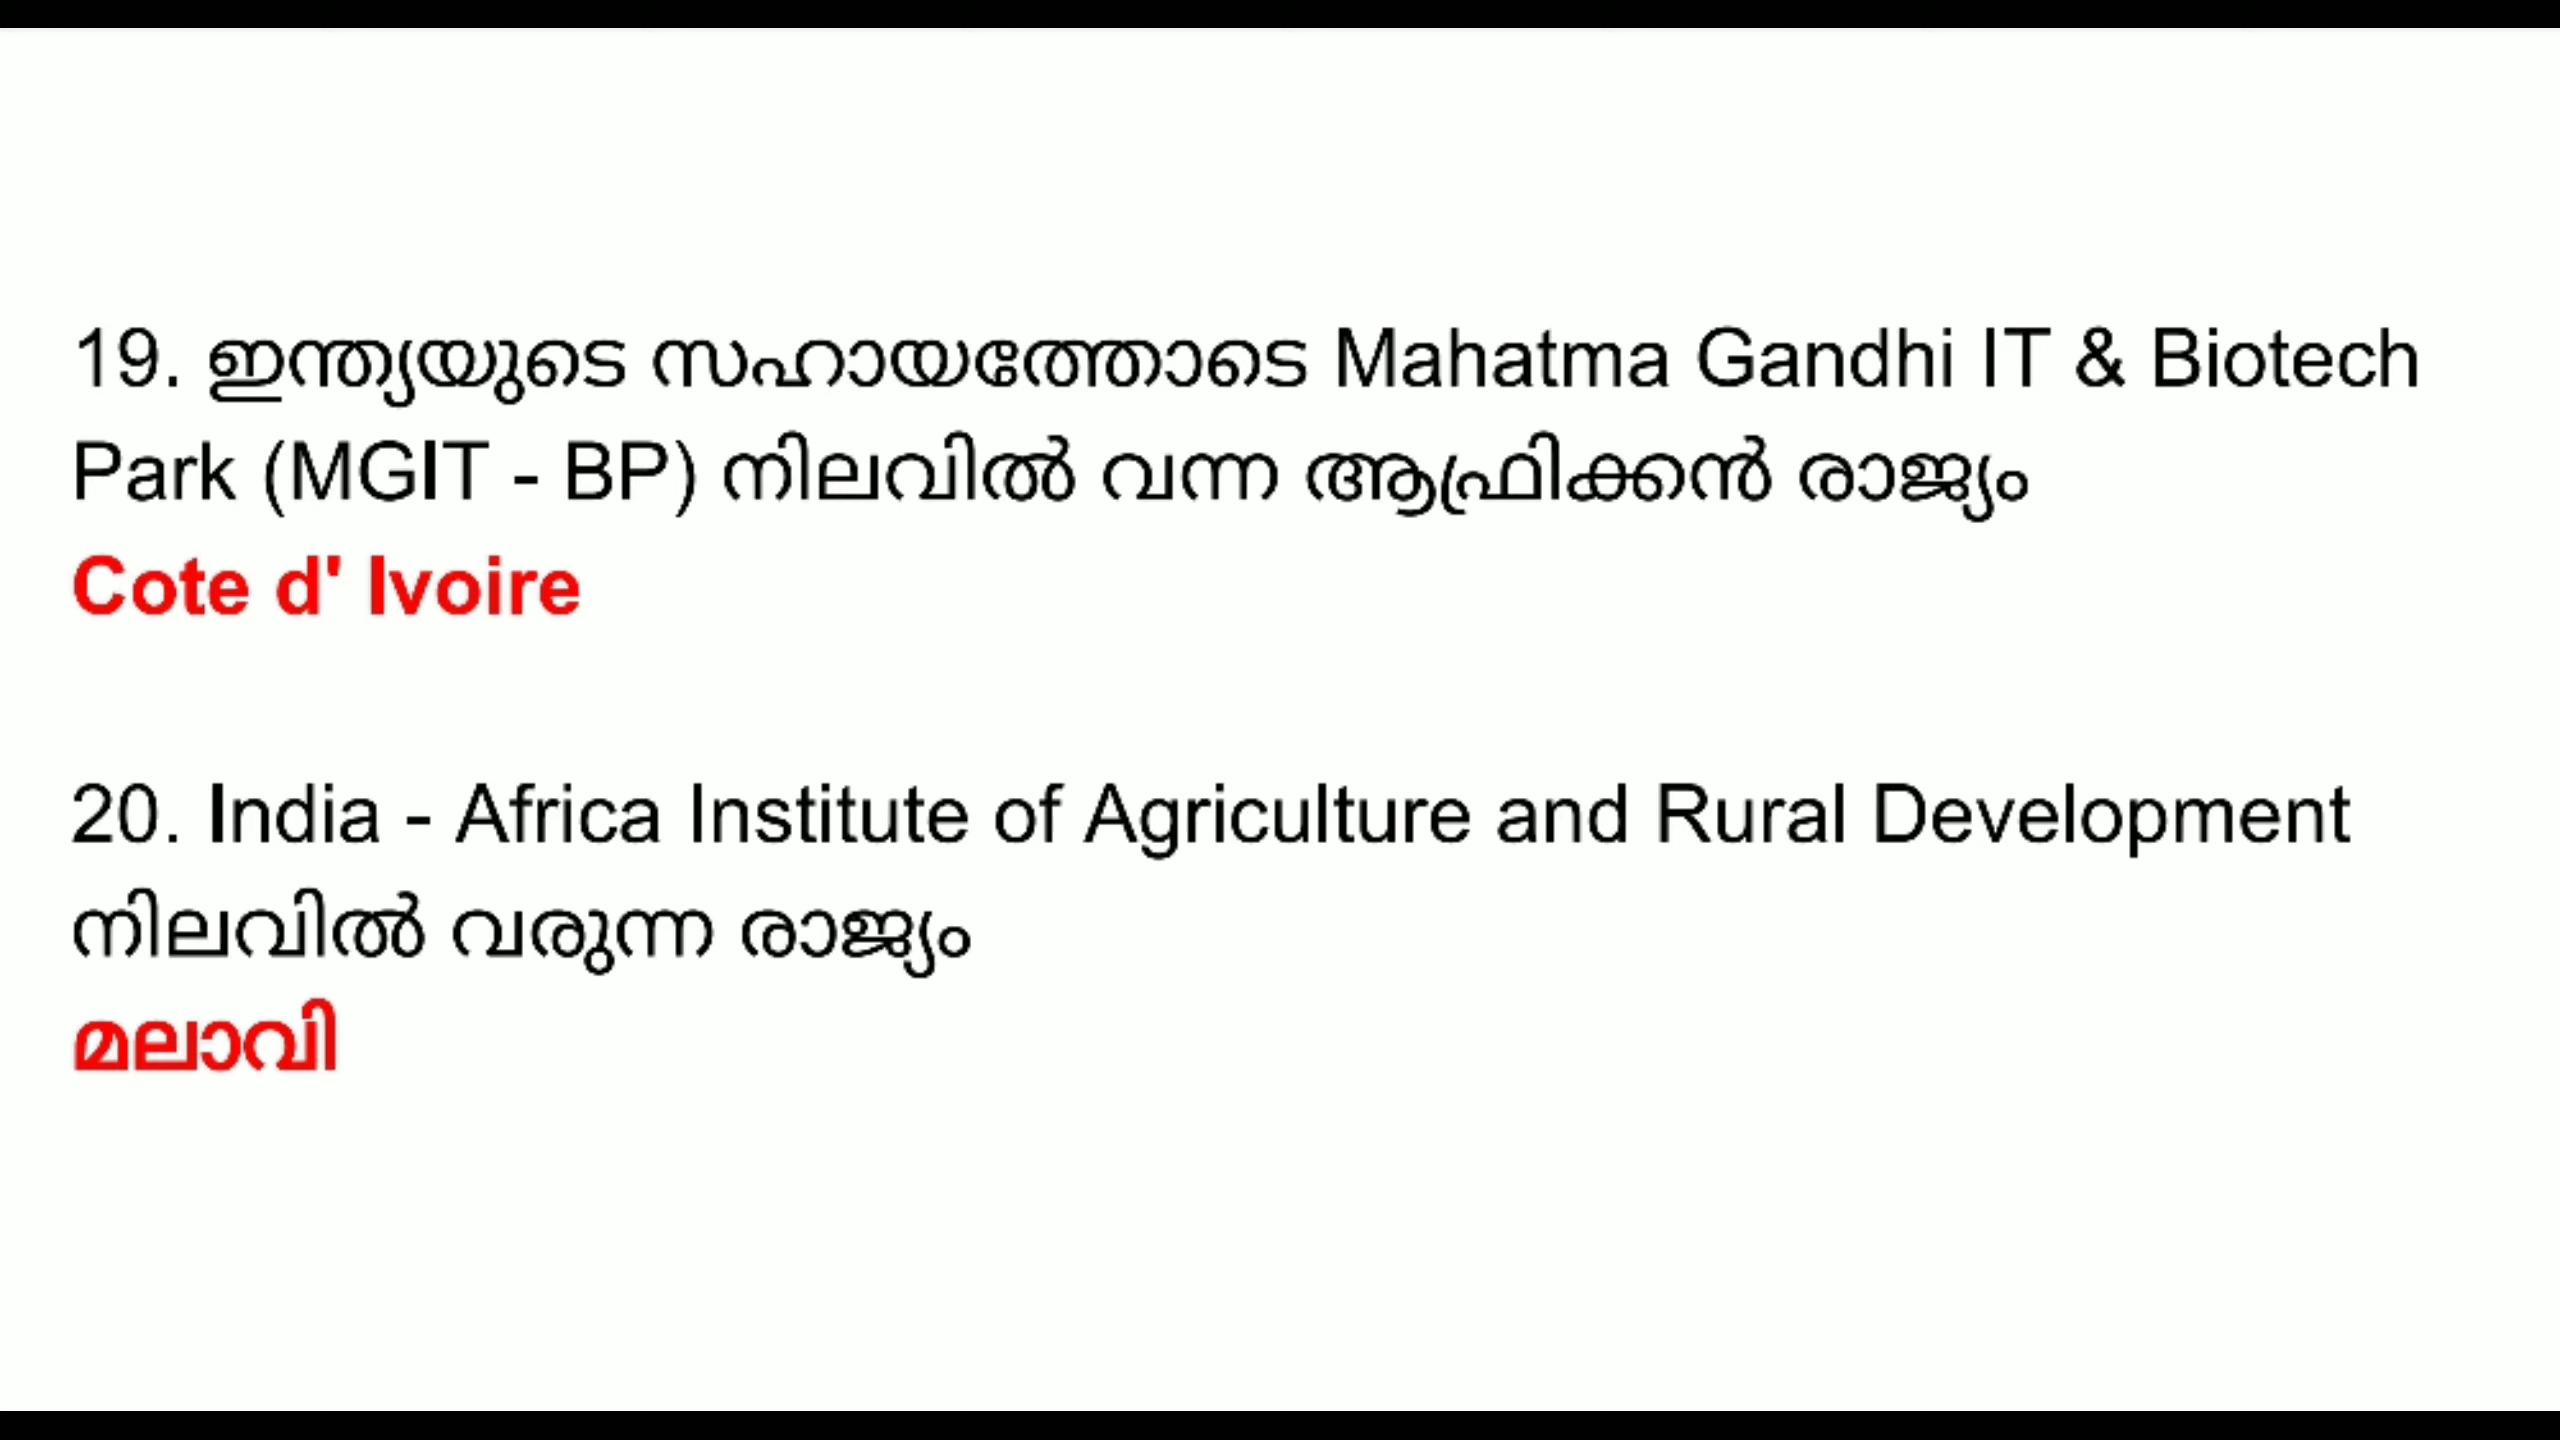 19. ഇന്ത്യയുടെ സഹായത്തോടെ Mahatma Gandhi IT & Biotech
Park (MGIT - BP) നിലവിൽ വന്ന ആഫ്രിക്കൻ രാജ്യം
Cote d' Ivoire
20. India - Africa Institute of Agriculture and Rural Development
നിലവിൽ വരുന്ന രാജ്യം
മലാവി